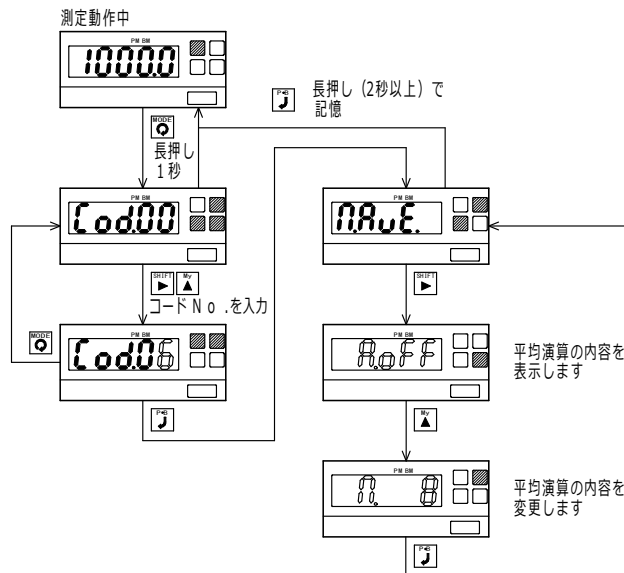 測定動作中
PM BM
1000.0
MODE
長押し
1秒
P•B
長押し（2秒以上）で
記憶
PM BM
Cod.00
SHIFT
My
コードNo.を入力
MODE
PM BM
Cod.06
P•B
PM BM
n.AvE.
SHIFT
PM BM
A.oFF
平均演算の内容を
表示します
My
PM BM
n. 8
平均演算の内容を
変更します
P•B